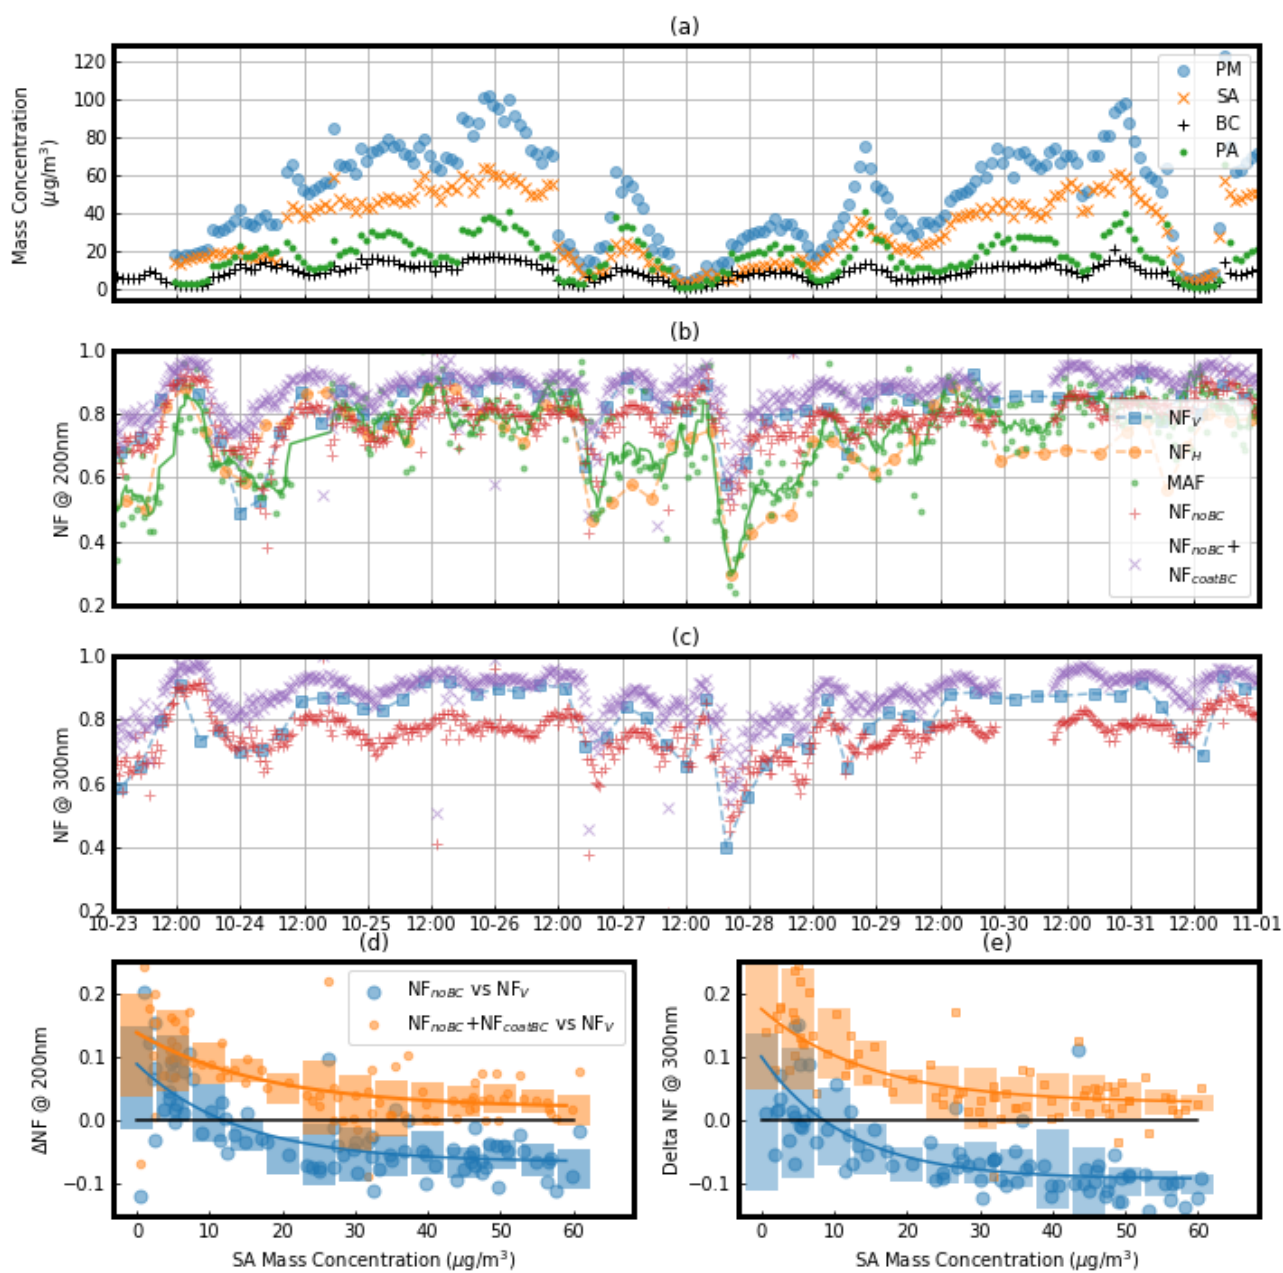 (a)
Mass Concentration
(μg/m³)
120
100
80
60
40
20
0
PM
SA
BC
PA
(b)
NF @ 200nm
1.0
0.8
0.6
0.4
0.2
NF_V
NF_H
MAF
NF_noBC
NF_noBC+
NF_coatBC
(c)
NF @ 300nm
1.0
0.8
0.6
0.4
0.2
10-23 12:00 10-24 12:00 10-25 12:00 10-26 12:00 10-27 12:00 10-28 12:00 10-29 12:00 10-30 12:00 10-31 12:00 11-01
(d)
ΔNF @ 200nm
0.2
0.1
0.0
−0.1
NF_noBC vs NF_V
NF_noBC+NF_coatBC vs NF_V
0 10 20 30 40 50 60
SA Mass Concentration (μg/m³)
(e)
Delta NF @ 300nm
0.2
0.1
0.0
−0.1
0 10 20 30 40 50 60
SA Mass Concentration (μg/m³)